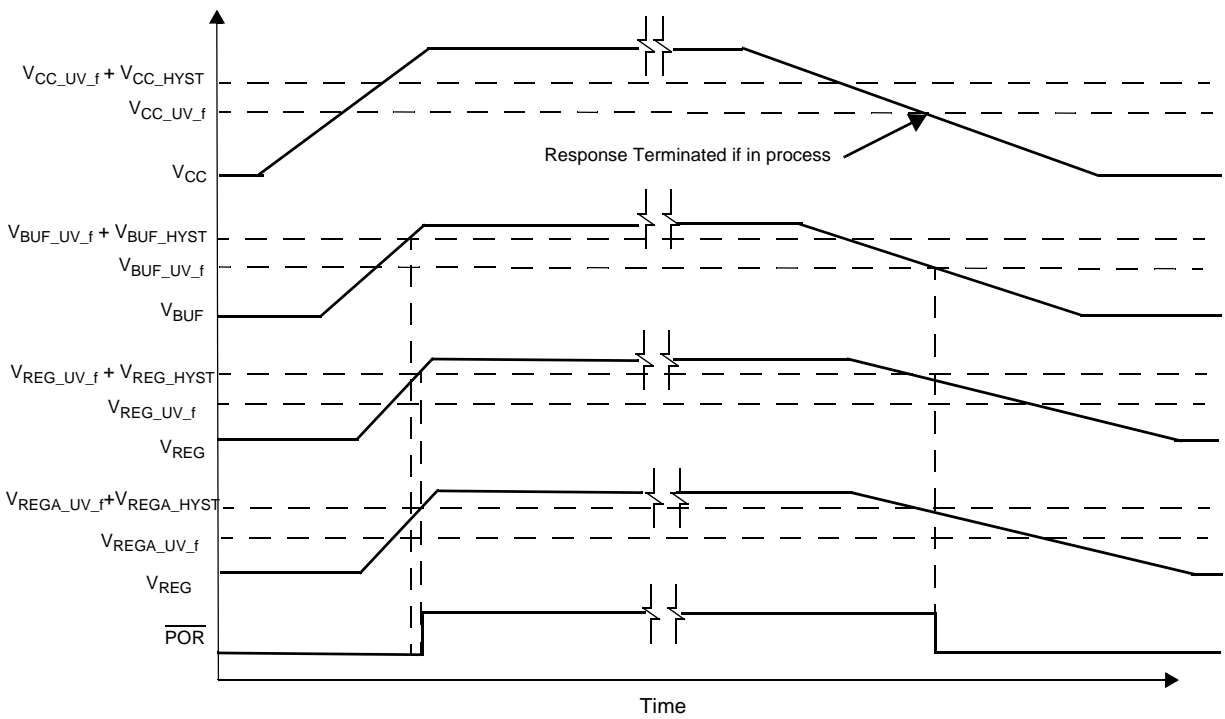 V_CC_UV_f + V_CC_HYST
V_CC_UV_f
Response Terminated if in process
V_CC
V_BUF_UV_f + V_BUF_HYST
V_BUF_UV_f
V_BUF
V_REG_UV_f + V_REG_HYST
V_REG_UV_f
V_REG
V_REGA_UV_f+V_REGA_HYST
V_REGA_UV_f
V_REG
POR
Time